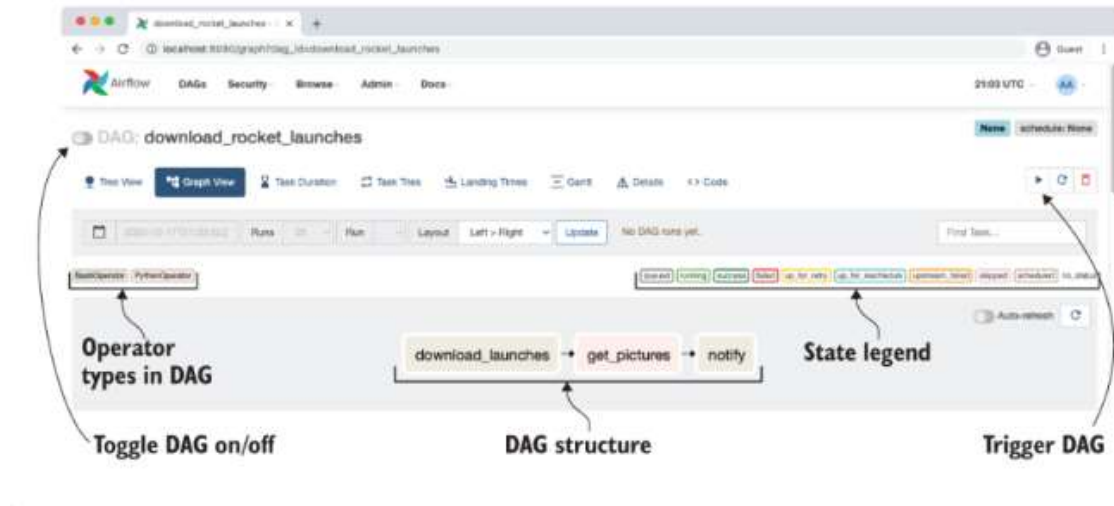 download_rocket_launches - ×
localhost:8080/graph?dag_id=download_rocket_launches
Guest
Airflow DAGs Security Browse Admin Docs
21:03 UTC AA
DAG: download_rocket_launches
None schedule: None
Tree View Graph View Task Duration Task Tries Landing Times Gantt Details <> Code
Runs Run Layout Left > Right Update No DAG runs yet. Find Task...
BashOperator PythonOperator
queued running success failed up_for_retry up_for_reschedule upstream_failed skipped scheduled no_status
Auto-refresh
download_launches get_pictures notify
Operator
types in DAG
State legend
Toggle DAG on/off
DAG structure
Trigger DAG